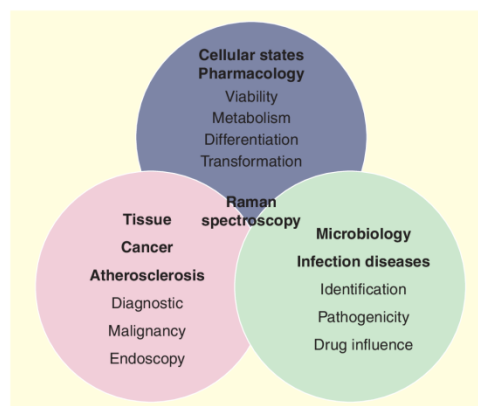 Cellular states
Pharmacology
Viability
Metabolism
Differentiation
Transformation
Raman
spectroscopy
Tissue
Cancer
Atherosclerosis
Diagnostic
Malignancy
Endoscopy
Microbiology
Infection diseases
Identification
Pathogenicity
Drug influence